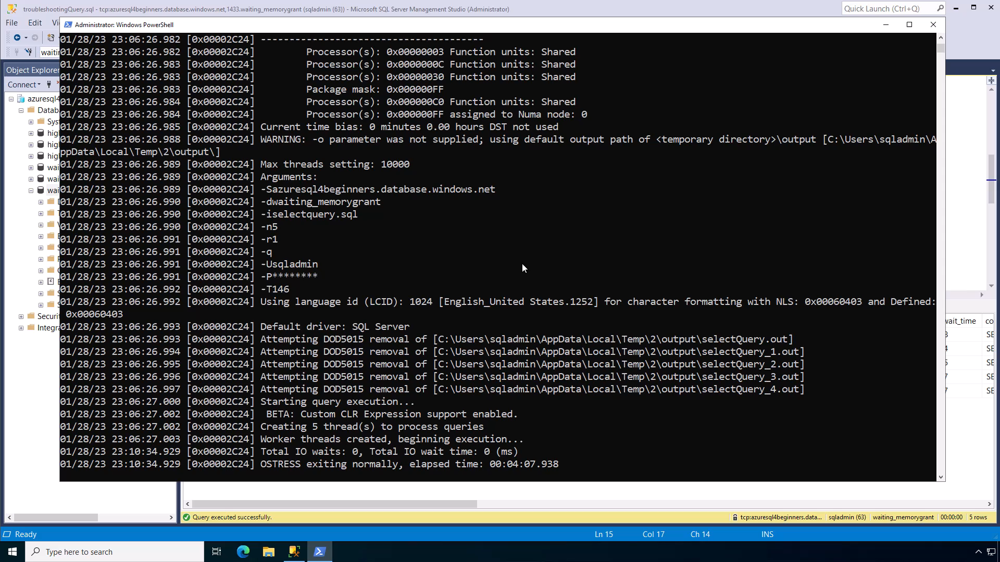 troubleshootingQuery.sql - tcp:azuresql4beginners.database.windows.net,1433.waiting_memorygrant (sqladmin (63)) - Microsoft SQL Server Management Studio (Administrator)
Quick Launch (Ctrl+Q)
File Edit
Administrator: Windows PowerShell
01/28/23 23:06:26.982 [0x00002C24] ---------------------------------------
01/28/23 23:06:26.982 [0x00002C24] Processor(s): 0x00000003 Function units: Shared
01/28/23 23:06:26.983 [0x00002C24] Processor(s): 0x0000000C Function units: Shared
01/28/23 23:06:26.983 [0x00002C24] Processor(s): 0x00000030 Function units: Shared
01/28/23 23:06:26.983 [0x00002C24] Package mask: 0x000000FF
01/28/23 23:06:26.984 [0x00002C24] Processor(s): 0x000000C0 Function units: Shared
01/28/23 23:06:26.984 [0x00002C24] Processor(s): 0x000000FF assigned to Numa node: 0
01/28/23 23:06:26.985 [0x00002C24] Current time bias: 0 minutes 0.00 hours DST not used
01/28/23 23:06:26.988 [0x00002C24] WARNING: -o parameter was not supplied; using default output path of <temporary directory>\output [C:\Users\sqladmin\A
ppData\Local\Temp\2\output\]
01/28/23 23:06:26.989 [0x00002C24] Max threads setting: 10000
01/28/23 23:06:26.989 [0x00002C24] Arguments:
01/28/23 23:06:26.989 [0x00002C24] -Sazuresql4beginners.database.windows.net
01/28/23 23:06:26.990 [0x00002C24] -dwaiting_memorygrant
01/28/23 23:06:26.990 [0x00002C24] -iselectquery.sql
01/28/23 23:06:26.990 [0x00002C24] -n5
01/28/23 23:06:26.991 [0x00002C24] -r1
01/28/23 23:06:26.991 [0x00002C24] -q
01/28/23 23:06:26.991 [0x00002C24] -Usqladmin
01/28/23 23:06:26.991 [0x00002C24] -P********
01/28/23 23:06:26.992 [0x00002C24] -T146
01/28/23 23:06:26.992 [0x00002C24] Using language id (LCID): 1024 [English_United States.1252] for character formatting with NLS: 0x00060403 and Defined:
0x00060403
01/28/23 23:06:26.993 [0x00002C24] Default driver: SQL Server
01/28/23 23:06:26.993 [0x00002C24] Attempting DOD5015 removal of [C:\Users\sqladmin\AppData\Local\Temp\2\output\selectQuery.out]
01/28/23 23:06:26.994 [0x00002C24] Attempting DOD5015 removal of [C:\Users\sqladmin\AppData\Local\Temp\2\output\selectQuery_1.out]
01/28/23 23:06:26.995 [0x00002C24] Attempting DOD5015 removal of [C:\Users\sqladmin\AppData\Local\Temp\2\output\selectQuery_2.out]
01/28/23 23:06:26.996 [0x00002C24] Attempting DOD5015 removal of [C:\Users\sqladmin\AppData\Local\Temp\2\output\selectQuery_3.out]
01/28/23 23:06:26.997 [0x00002C24] Attempting DOD5015 removal of [C:\Users\sqladmin\AppData\Local\Temp\2\output\selectQuery_4.out]
01/28/23 23:06:27.000 [0x00002C24] Starting query execution...
01/28/23 23:06:27.002 [0x00002C24] BETA: Custom CLR Expression support enabled.
01/28/23 23:06:27.002 [0x00002C24] Creating 5 thread(s) to process queries
01/28/23 23:06:27.003 [0x00002C24] Worker threads created, beginning execution...
01/28/23 23:10:34.929 [0x00002C24] Total IO waits: 0, Total IO wait time: 0 (ms)
01/28/23 23:10:34.929 [0x00002C24] OSTRESS exiting normally, elapsed time: 00:04:07.938
waiti
Object Explorer
Connect
azuresql4
Datab
Sys
high
high
high
wai
wai
wai
Securi
Integra
wait_time co
3 SE
4 SE
5 SE
7 SE
7 SE
Query executed successfully.
tcp:azuresql4beginners.data... sqladmin (63) waiting_memorygrant 00:00:00 5 rows
Ready
Ln 15 Col 17 Ch 14 INS
Type here to search